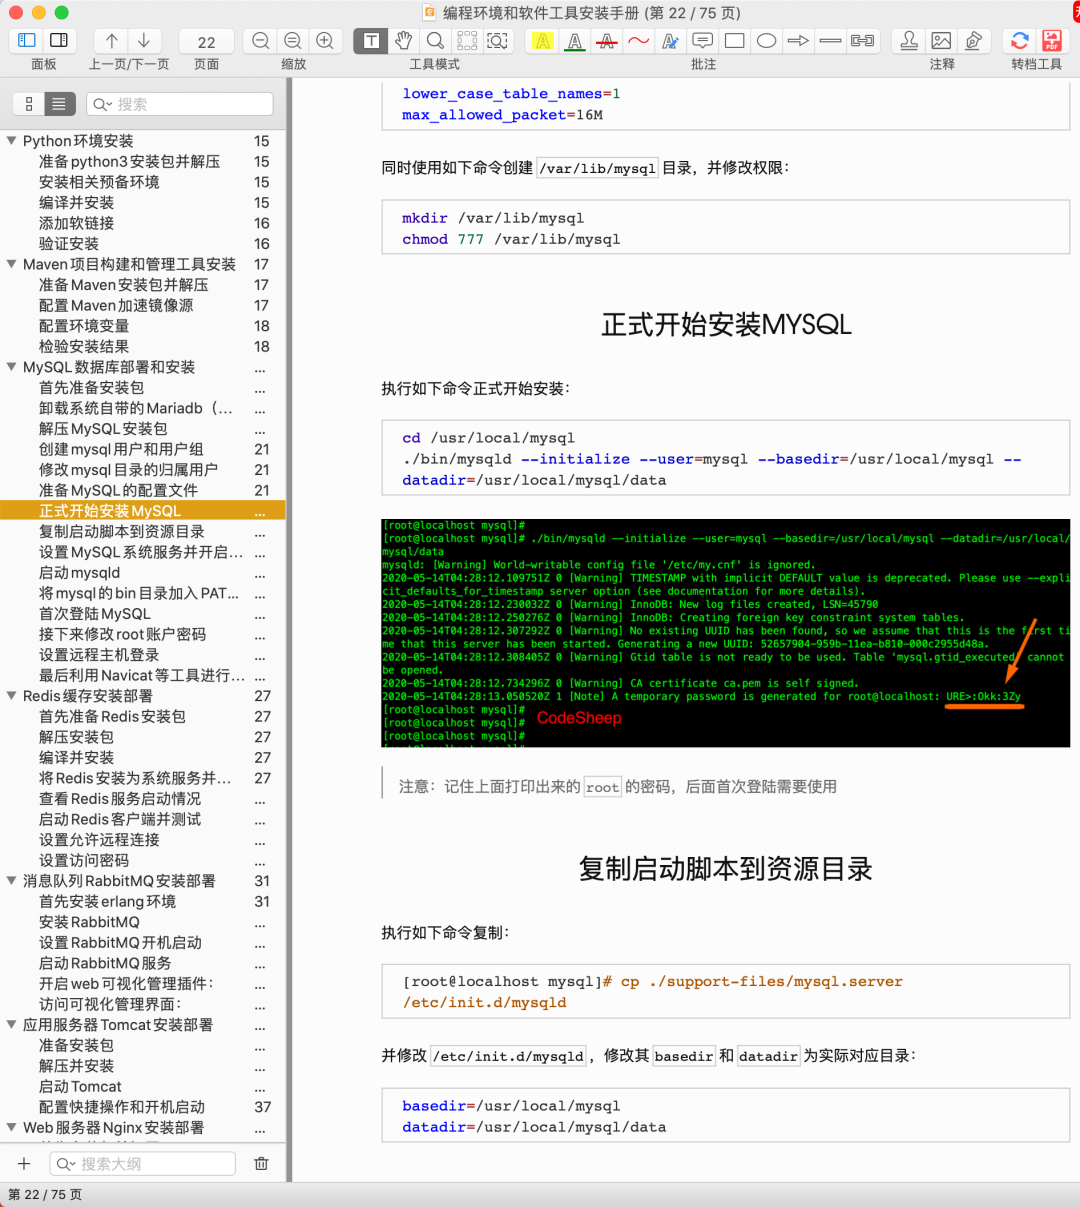 编程环境和软件工具安装手册 (第 22 / 75 页)
22
面板
上一页/下一页
页面
缩放
工具模式
批注
注释
转档工具
搜索
Python环境安装 15
准备python3安装包并解压 15
安装相关预备环境 15
编译并安装 15
添加软链接 16
验证安装 16
Maven项目构建和管理工具安装 17
准备Maven安装包并解压 17
配置Maven加速镜像源 17
配置环境变量 18
检验安装结果 18
MySQL数据库部署和安装 ...
首先准备安装包 ...
卸载系统自带的Mariadb（... ...
解压MySQL安装包 ...
创建mysql用户和用户组 21
修改mysql目录的归属用户 21
准备MySQL的配置文件 21
正式开始安装MySQL ...
复制启动脚本到资源目录 ...
设置MySQL系统服务并开启... ...
启动mysqld ...
将mysql的bin目录加入PAT... ...
首次登陆MySQL ...
接下来修改root账户密码 ...
设置远程主机登录 ...
最后利用Navicat等工具进行... ...
Redis缓存安装部署 27
首先准备Redis安装包 27
解压安装包 27
编译并安装 27
将Redis安装为系统服务并... 27
查看Redis服务启动情况 ...
启动Redis客户端并测试 ...
设置允许远程连接 ...
设置访问密码 ...
消息队列RabbitMQ安装部署 31
首先安装erlang环境 31
安装RabbitMQ ...
设置RabbitMQ开机启动 ...
启动RabbitMQ服务 ...
开启web可视化管理插件： ...
访问可视化管理界面： ...
应用服务器Tomcat安装部署 ...
准备安装包 ...
解压并安装 ...
启动Tomcat ...
配置快捷操作和开机启动 37
Web服务器Nginx安装部署 ...
搜索大纲
第 22 / 75 页
lower_case_table_names=1
max_allowed_packet=16M
同时使用如下命令创建 /var/lib/mysql 目录，并修改权限：
mkdir /var/lib/mysql
chmod 777 /var/lib/mysql
正式开始安装MYSQL
执行如下命令正式开始安装：
cd /usr/local/mysql
./bin/mysqld --initialize --user=mysql --basedir=/usr/local/mysql --
datadir=/usr/local/mysql/data
[root@localhost mysql]#
[root@localhost mysql]# ./bin/mysqld --initialize --user=mysql --basedir=/usr/local/mysql --datadir=/usr/local/
mysql/data
mysqld: [Warning] World-writable config file '/etc/my.cnf' is ignored.
2020-05-14T04:28:12.109751Z 0 [Warning] TIMESTAMP with implicit DEFAULT value is deprecated. Please use --expli
cit_defaults_for_timestamp server option (see documentation for more details).
2020-05-14T04:28:12.230032Z 0 [Warning] InnoDB: New log files created, LSN=45790
2020-05-14T04:28:12.250276Z 0 [Warning] InnoDB: Creating foreign key constraint system tables.
2020-05-14T04:28:12.307292Z 0 [Warning] No existing UUID has been found, so we assume that this is the first ti
me that this server has been started. Generating a new UUID: 52657904-959b-11ea-b810-000c2955d48a.
2020-05-14T04:28:12.308405Z 0 [Warning] Gtid table is not ready to be used. Table 'mysql.gtid_executed' cannot
be opened.
2020-05-14T04:28:12.734296Z 0 [Warning] CA certificate ca.pem is self signed.
2020-05-14T04:28:13.050520Z 1 [Note] A temporary password is generated for root@localhost: URE>:Okk:3Zy
[root@localhost mysql]#
[root@localhost mysql]#
[root@localhost mysql]#
CodeSheep
注意：记住上面打印出来的 root 的密码，后面首次登陆需要使用
复制启动脚本到资源目录
执行如下命令复制：
[root@localhost mysql]# cp ./support-files/mysql.server
/etc/init.d/mysqld
并修改 /etc/init.d/mysqld ，修改其 basedir 和 datadir 为实际对应目录：
basedir=/usr/local/mysql
datadir=/usr/local/mysql/data